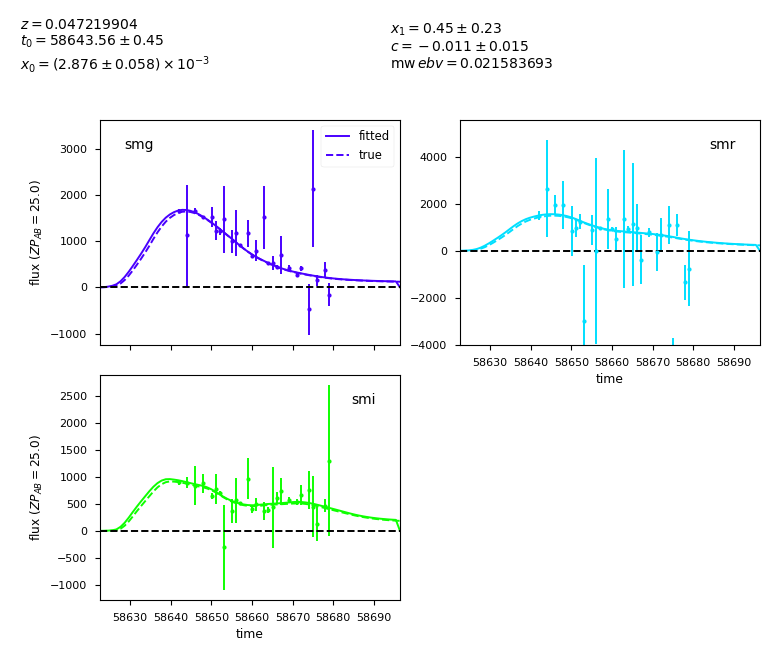 z = 0.047219904
t₀ = 58643.56 ± 0.45
x₀ = (2.876 ± 0.058) × 10⁻³
x₁ = 0.45 ± 0.23
c = −0.011 ± 0.015
mw ebv = 0.021583693
smg
fitted
true
3000
2000
1000
0
−1000
flux (ZP_AB = 25.0)
smr
4000
2000
0
−2000
−4000
58630 58640 58650 58660 58670 58680 58690
time
smi
2500
2000
1500
1000
500
0
−500
−1000
flux (ZP_AB = 25.0)
58630 58640 58650 58660 58670 58680 58690
time